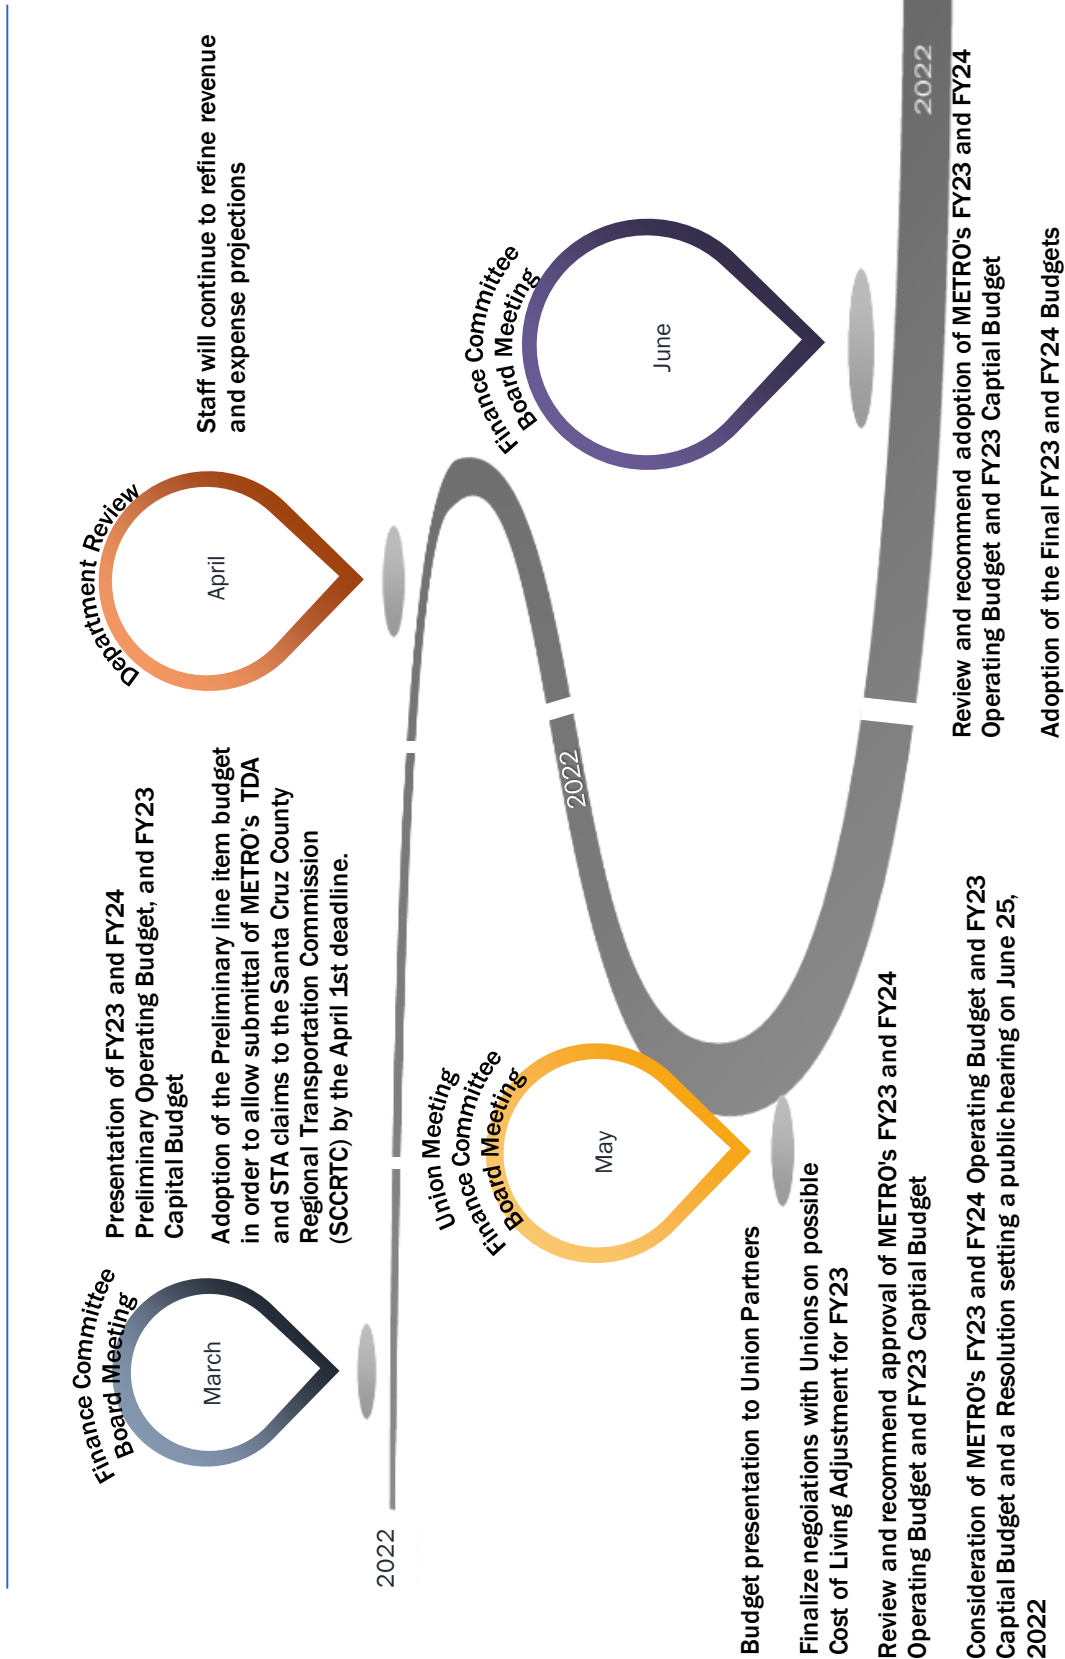 Finance Committee
Board Meeting
March
Presentation of FY23 and FY24
Preliminary Operating Budget, and FY23
Capital Budget
Adoption of the Preliminary line item budget
in order to allow submittal of METRO's TDA
and STA claims to the Santa Cruz County
Regional Transportation Commission
(SCCRTC) by the April 1st deadline.
Department Review
April
Staff will continue to refine revenue
and expense projections
2022
Union Meeting
Finance Committee
Board Meeting
May
2022
Finance Committee
Board Meeting
June
2022
Budget presentation to Union Partners
Finalize negoiations with Unions on possible
Cost of Living Adjustment for FY23
Review and recommend approval of METRO's FY23 and FY24
Operating Budget and FY23 Captial Budget
Consideration of METRO's FY23 and FY24 Operating Budget and FY23
Captial Budget and a Resolution setting a public hearing on June 25,
2022
Review and recommend adoption of METRO's FY23 and FY24
Operating Budget and FY23 Captial Budget
Adoption of the Final FY23 and FY24 Budgets